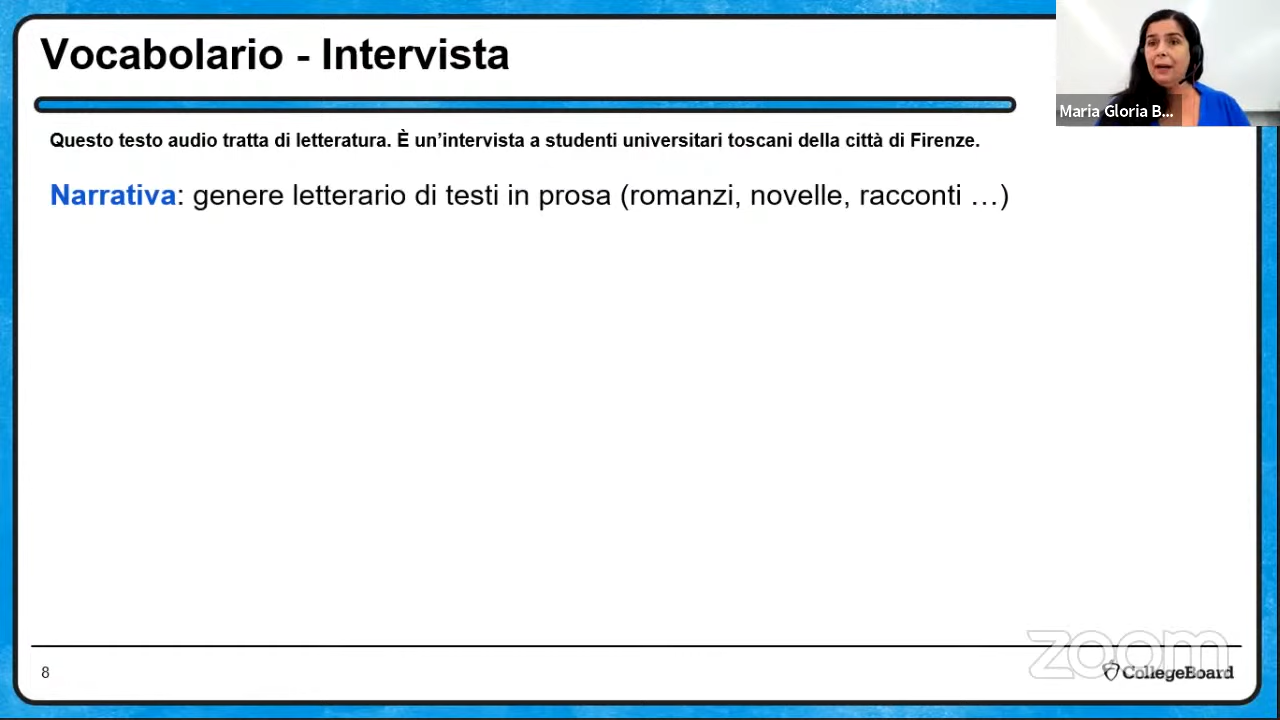 Vocabolario - Intervista
Maria Gloria B...
Questo testo audio tratta di letteratura. È un’intervista a studenti universitari toscani della città di Firenze.
Narrativa: genere letterario di testi in prosa (romanzi, novelle, racconti …)
zoom
8
CollegeBoard